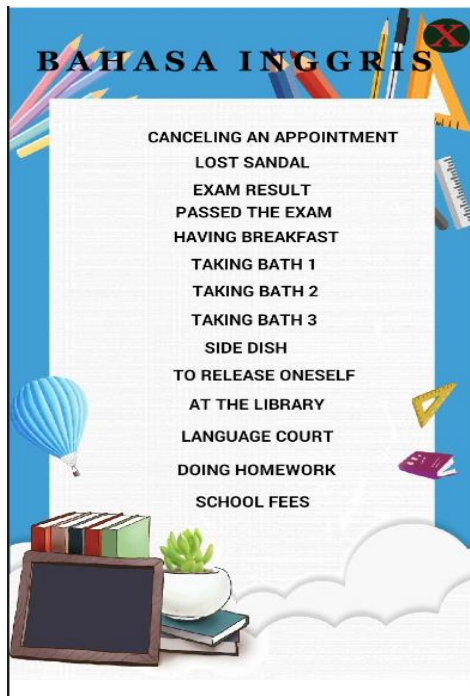 X
BAHASA INGGRIS
CANCELING AN APPOINTMENT
LOST SANDAL
EXAM RESULT
PASSED THE EXAM
HAVING BREAKFAST
TAKING BATH 1
TAKING BATH 2
TAKING BATH 3
SIDE DISH
TO RELEASE ONESELF
AT THE LIBRARY
LANGUAGE COURT
DOING HOMEWORK
SCHOOL FEES